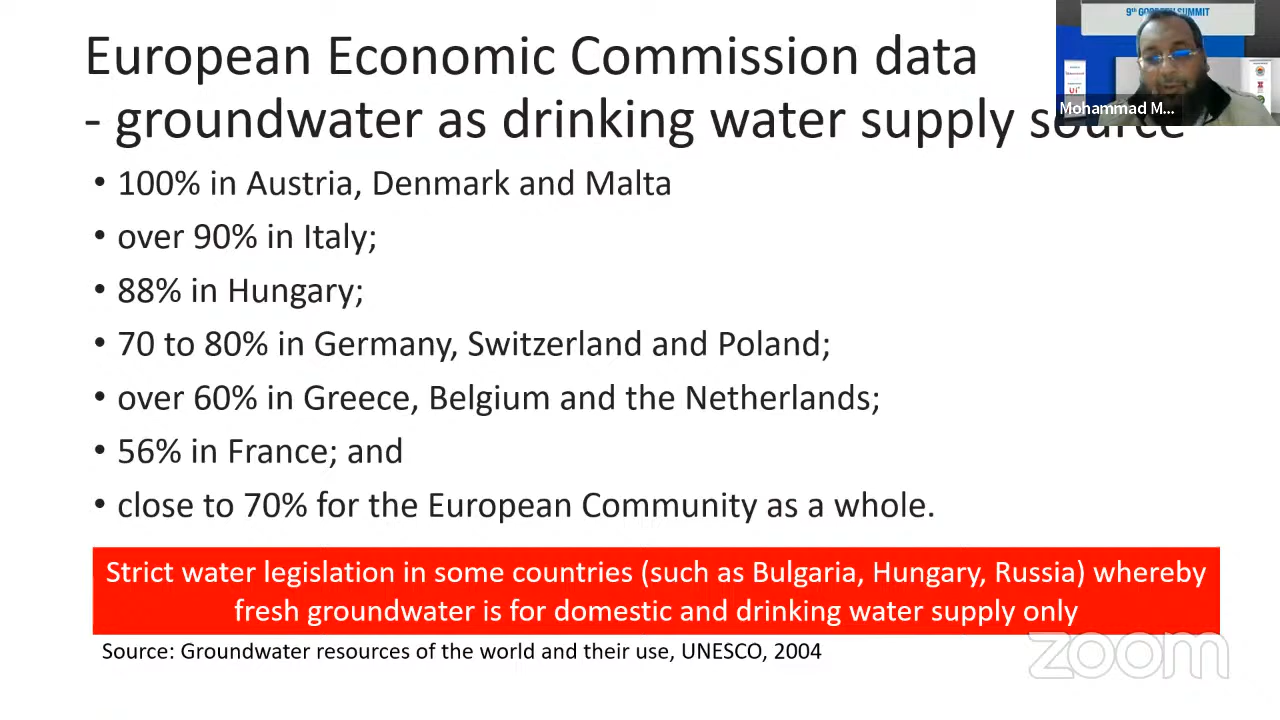 European Economic Commission data
- groundwater as drinking water supply source
• 100% in Austria, Denmark and Malta
• over 90% in Italy;
• 88% in Hungary;
• 70 to 80% in Germany, Switzerland and Poland;
• over 60% in Greece, Belgium and the Netherlands;
• 56% in France; and
• close to 70% for the European Community as a whole.
Strict water legislation in some countries (such as Bulgaria, Hungary, Russia) whereby
fresh groundwater is for domestic and drinking water supply only
Source: Groundwater resources of the world and their use, UNESCO, 2004
zoom
Mohammad M...